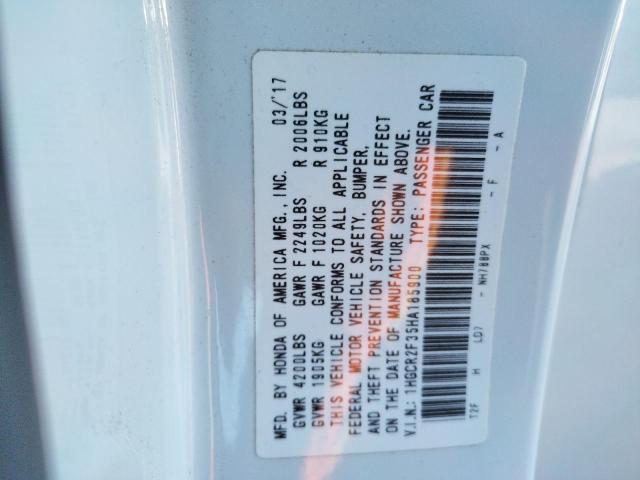 MFD. BY HONDA OF AMERICA MFG., INC. 03/'17
GVWR 4200LBS GAWR F 2249LBS R 2006LBS
GVWR 1905KG GAWR F 1020KG R 910KG
THIS VEHICLE CONFORMS TO ALL APPLICABLE
FEDERAL MOTOR VEHICLE SAFETY, BUMPER,
AND THEFT PREVENTION STANDARDS IN EFFECT
ON THE DATE OF MANUFACTURE SHOWN ABOVE.
V.I.N.: 1HGCR2F35HA185900 TYPE: PASSENGER CAR
T2F H LD7 - NH788PX - F - A